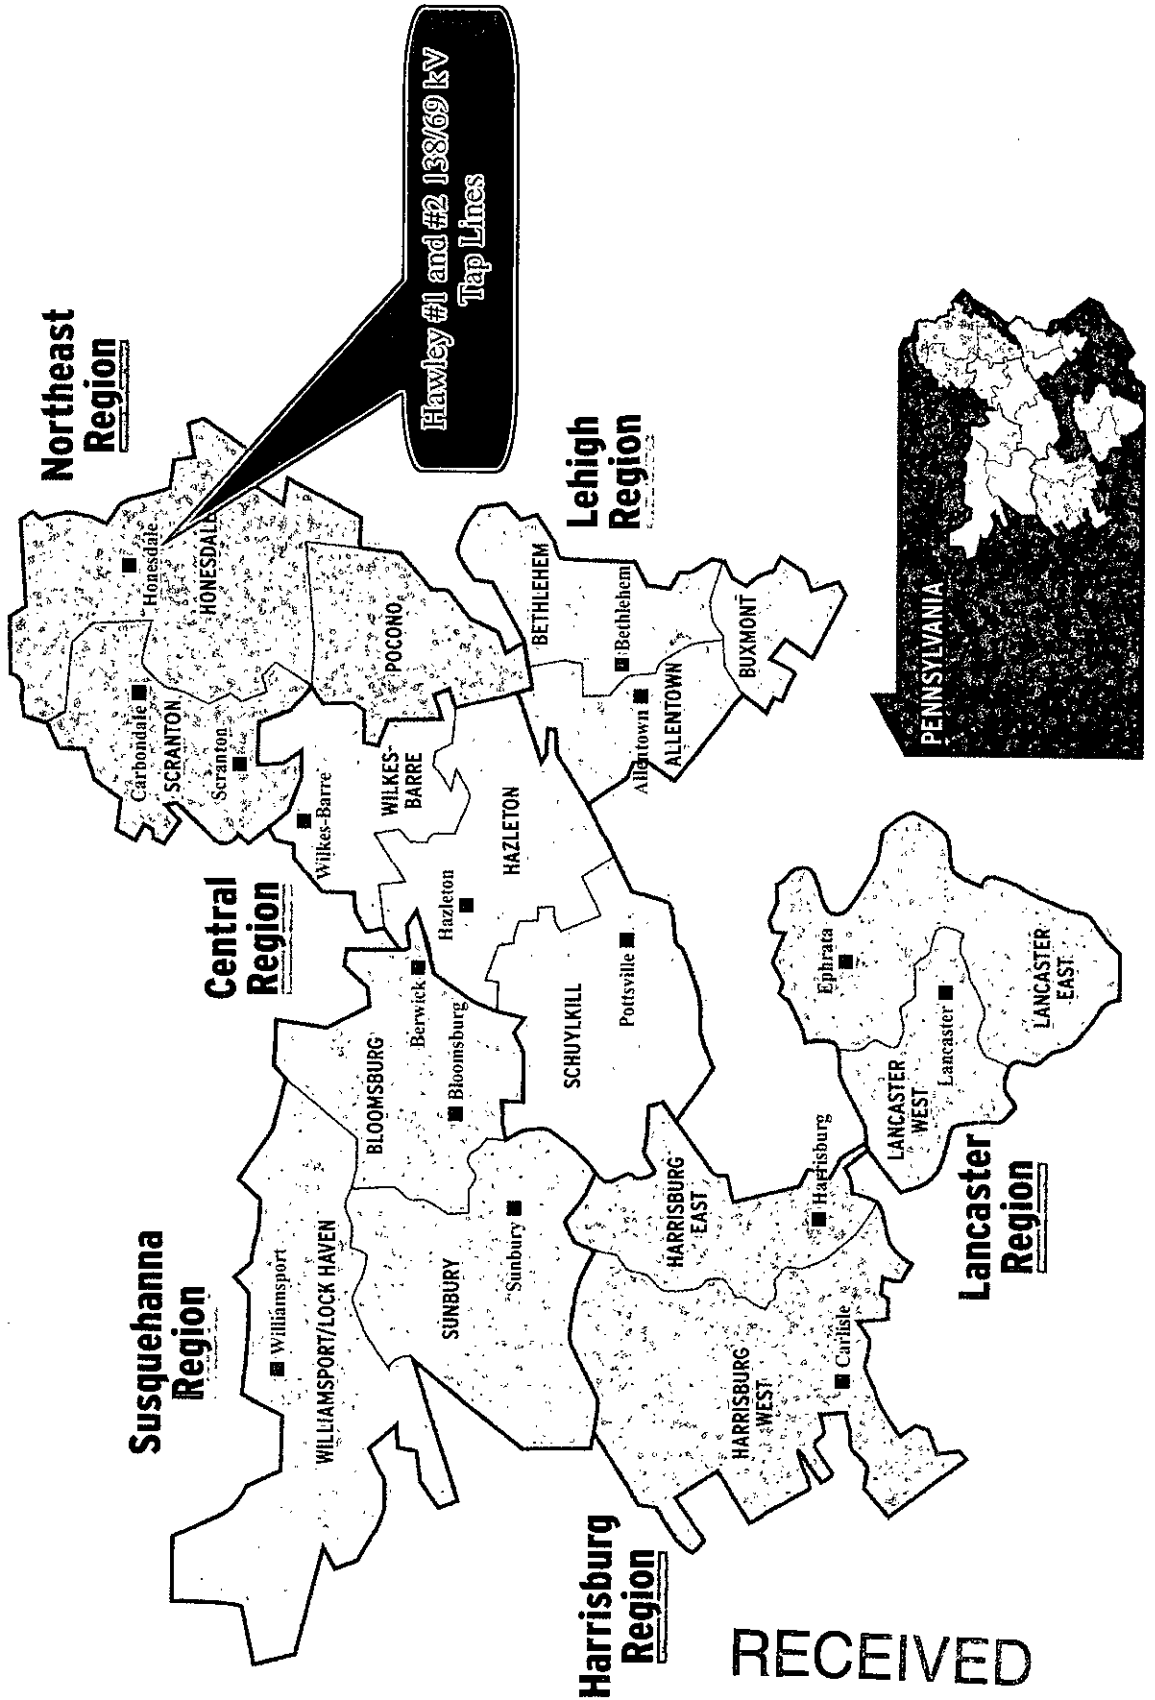 Northeast
Region
Hawley #1 and #2 138/69 kV
Tap Lines
Honesdale
HONESDALE
Carbondale
SCRANTON
Scranton
POCONO
Central
Region
Wilkes-Barre
WILKES-
BARRE
Hazleton
HAZLETON
SCHUYLKILL
Pottsville
Lehigh
Region
BETHLEHEM
Bethlehem
Allentown
ALLENTOWN
BUXMONT
Susquehanna
Region
Williamsport
WILLIAMSPORT/LOCK HAVEN
BLOOMSBURG
Berwick
Bloomsburg
SUNBURY
Sunbury
Harrisburg
Region
HARRISBURG
EAST
Harrisburg
HARRISBURG
WEST
Carlisle
Lancaster
Region
Ephrata
LANCASTER
WEST
Lancaster
LANCASTER
EAST
PENNSYLVANIA
RECEIVED